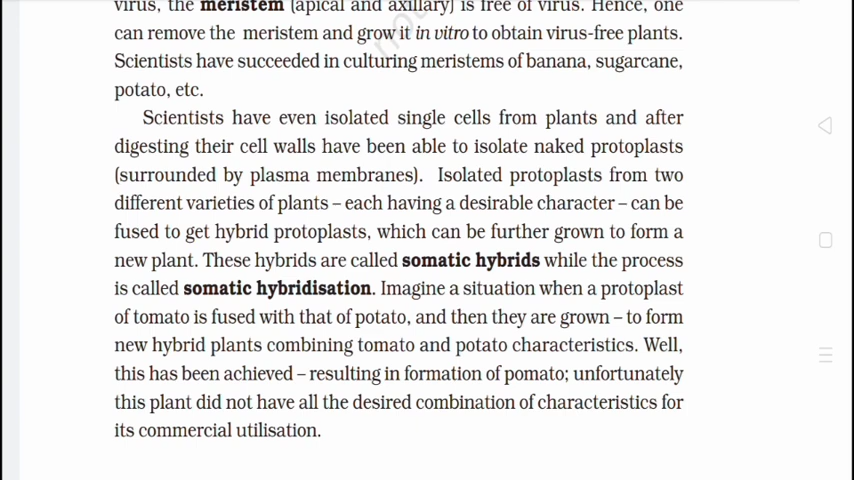 virus, the meristem (apical and axillary) is free of virus. Hence, one
can remove the meristem and grow it in vitro to obtain virus-free plants.
Scientists have succeeded in culturing meristems of banana, sugarcane,
potato, etc.
Scientists have even isolated single cells from plants and after
digesting their cell walls have been able to isolate naked protoplasts
(surrounded by plasma membranes). Isolated protoplasts from two
different varieties of plants – each having a desirable character – can be
fused to get hybrid protoplasts, which can be further grown to form a
new plant. These hybrids are called somatic hybrids while the process
is called somatic hybridisation. Imagine a situation when a protoplast
of tomato is fused with that of potato, and then they are grown – to form
new hybrid plants combining tomato and potato characteristics. Well,
this has been achieved – resulting in formation of pomato; unfortunately
this plant did not have all the desired combination of characteristics for
its commercial utilisation.